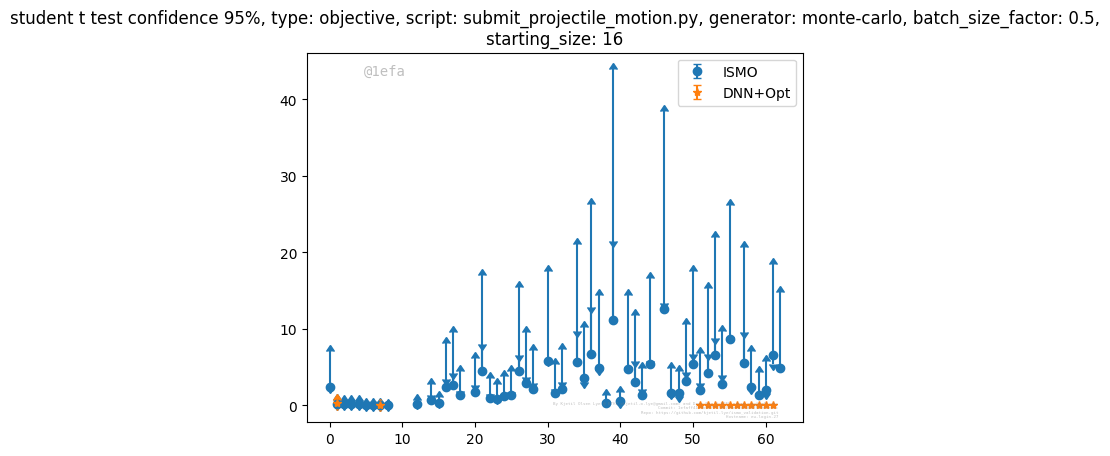 student t test confidence 95%, type: objective, script: submit_projectile_motion.py, generator: monte-carlo, batch_size_factor: 0.5,
starting_size: 16
@1efa
ISMO
DNN+Opt
40
30
20
10
0
0 10 20 30 40 50 60